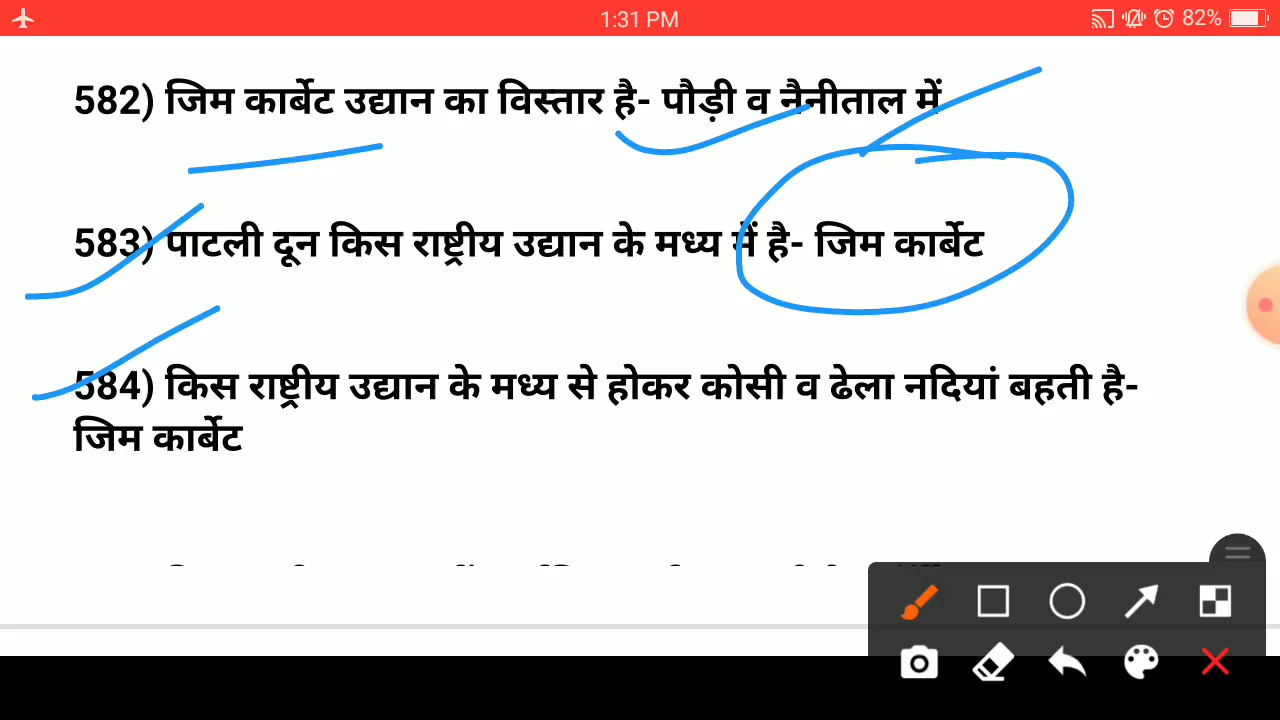 1:31 PM
82%
582) जिम कार्बेट उद्यान का विस्तार है- पौड़ी व नैनीताल में
583) पाटली दून किस राष्ट्रीय उद्यान के मध्य में है- जिम कार्बेट
584) किस राष्ट्रीय उद्यान के मध्य से होकर कोसी व ढेला नदियां बहती है-
जिम कार्बेट